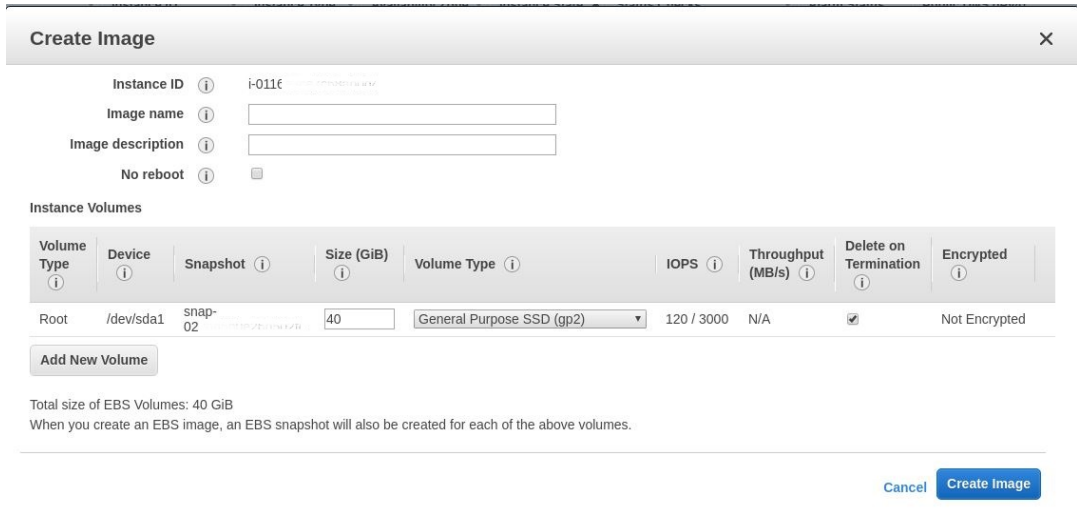 Create Image
Instance ID i-0116
Image name
Image description
No reboot
Instance Volumes
Volume Type Device Snapshot Size (GiB) Volume Type IOPS Throughput (MB/s) Delete on Termination Encrypted
Root /dev/sda1 snap-02 40 General Purpose SSD (gp2) 120 / 3000 N/A Not Encrypted
Add New Volume
Total size of EBS Volumes: 40 GiB
When you create an EBS image, an EBS snapshot will also be created for each of the above volumes.
Cancel Create Image